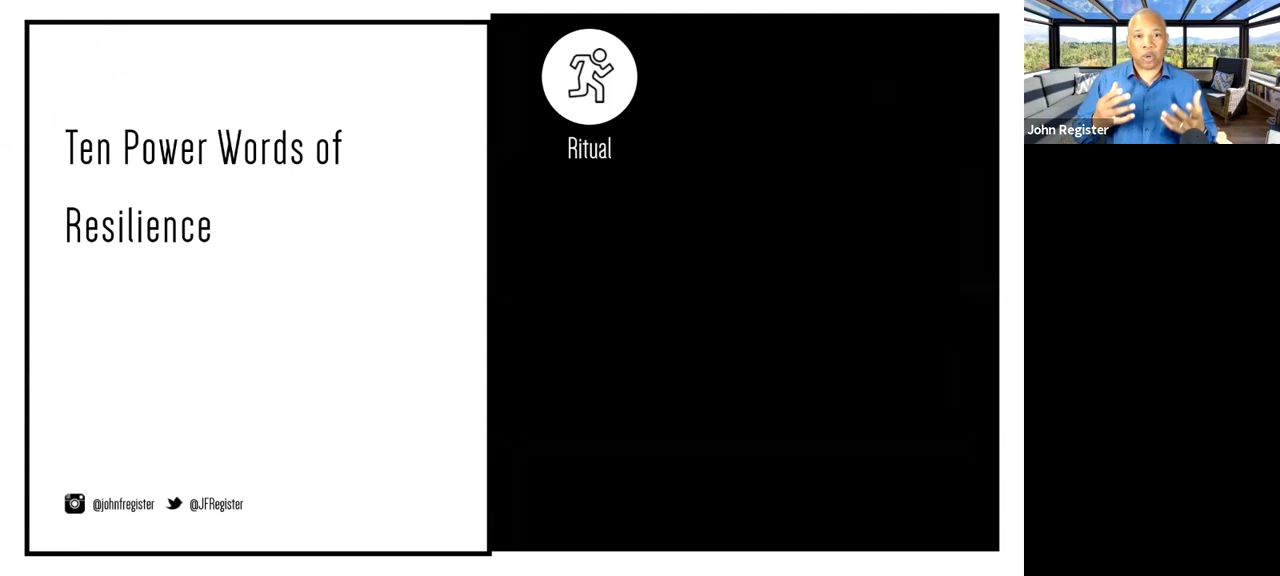 Ten Power Words of
Resilience
@johnfregister @JFRegister
Ritual
John Register